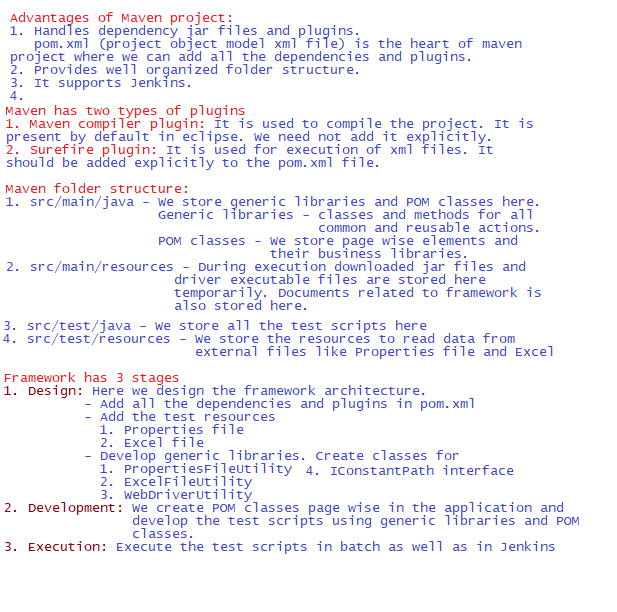 Advantages of Maven project:
1. Handles dependency jar files and plugins.
pom.xml (project object model xml file) is the heart of maven
project where we can add all the dependencies and plugins.
2. Provides well organized folder structure.
3. It supports Jenkins.
4.
Maven has two types of plugins
1. Maven compiler plugin: It is used to compile the project. It is
present by default in eclipse. We need not add it explicitly.
2. Surefire plugin: It is used for execution of xml files. It
should be added explicitly to the pom.xml file.
Maven folder structure:
1. src/main/java - We store generic libraries and POM classes here.
Generic libraries - classes and methods for all
common and reusable actions.
POM classes - We store page wise elements and
their business libraries.
2. src/main/resources - During execution downloaded jar files and
driver executable files are stored here
temporarily. Documents related to framework is
also stored here.
3. src/test/java - We store all the test scripts here
4. src/test/resources - We store the resources to read data from
external files like Properties file and Excel
Framework has 3 stages
1. Design: Here we design the framework architecture.
- Add all the dependencies and plugins in pom.xml
- Add the test resources
1. Properties file
2. Excel file
- Develop generic libraries. Create classes for
1. PropertiesFileUtility 4. IConstantPath interface
2. ExcelFileUtility
3. WebDriverUtility
2. Development: We create POM classes page wise in the application and
develop the test scripts using generic libraries and POM
classes.
3. Execution: Execute the test scripts in batch as well as in Jenkins